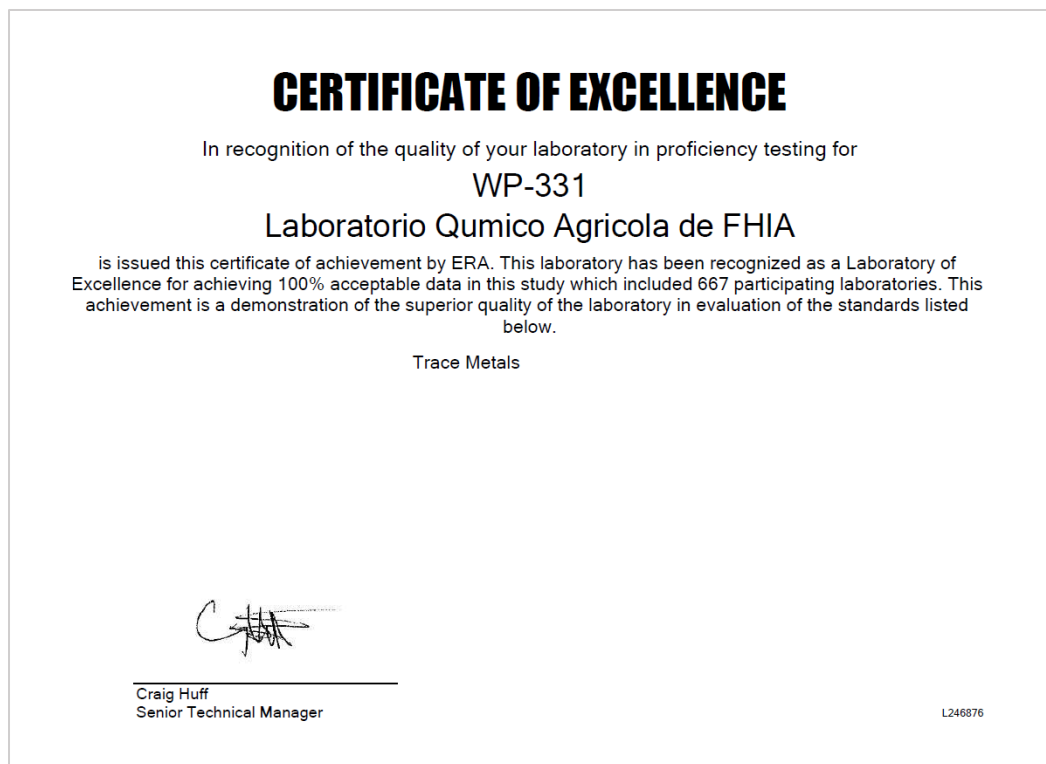 CERTIFICATE OF EXCELLENCE
In recognition of the quality of your laboratory in proficiency testing for
WP-331
Laboratorio Qumico Agricola de FHIA
is issued this certificate of achievement by ERA. This laboratory has been recognized as a Laboratory of
Excellence for achieving 100% acceptable data in this study which included 667 participating laboratories. This
achievement is a demonstration of the superior quality of the laboratory in evaluation of the standards listed
below.
Trace Metals
Craig Huff
Senior Technical Manager
L246876